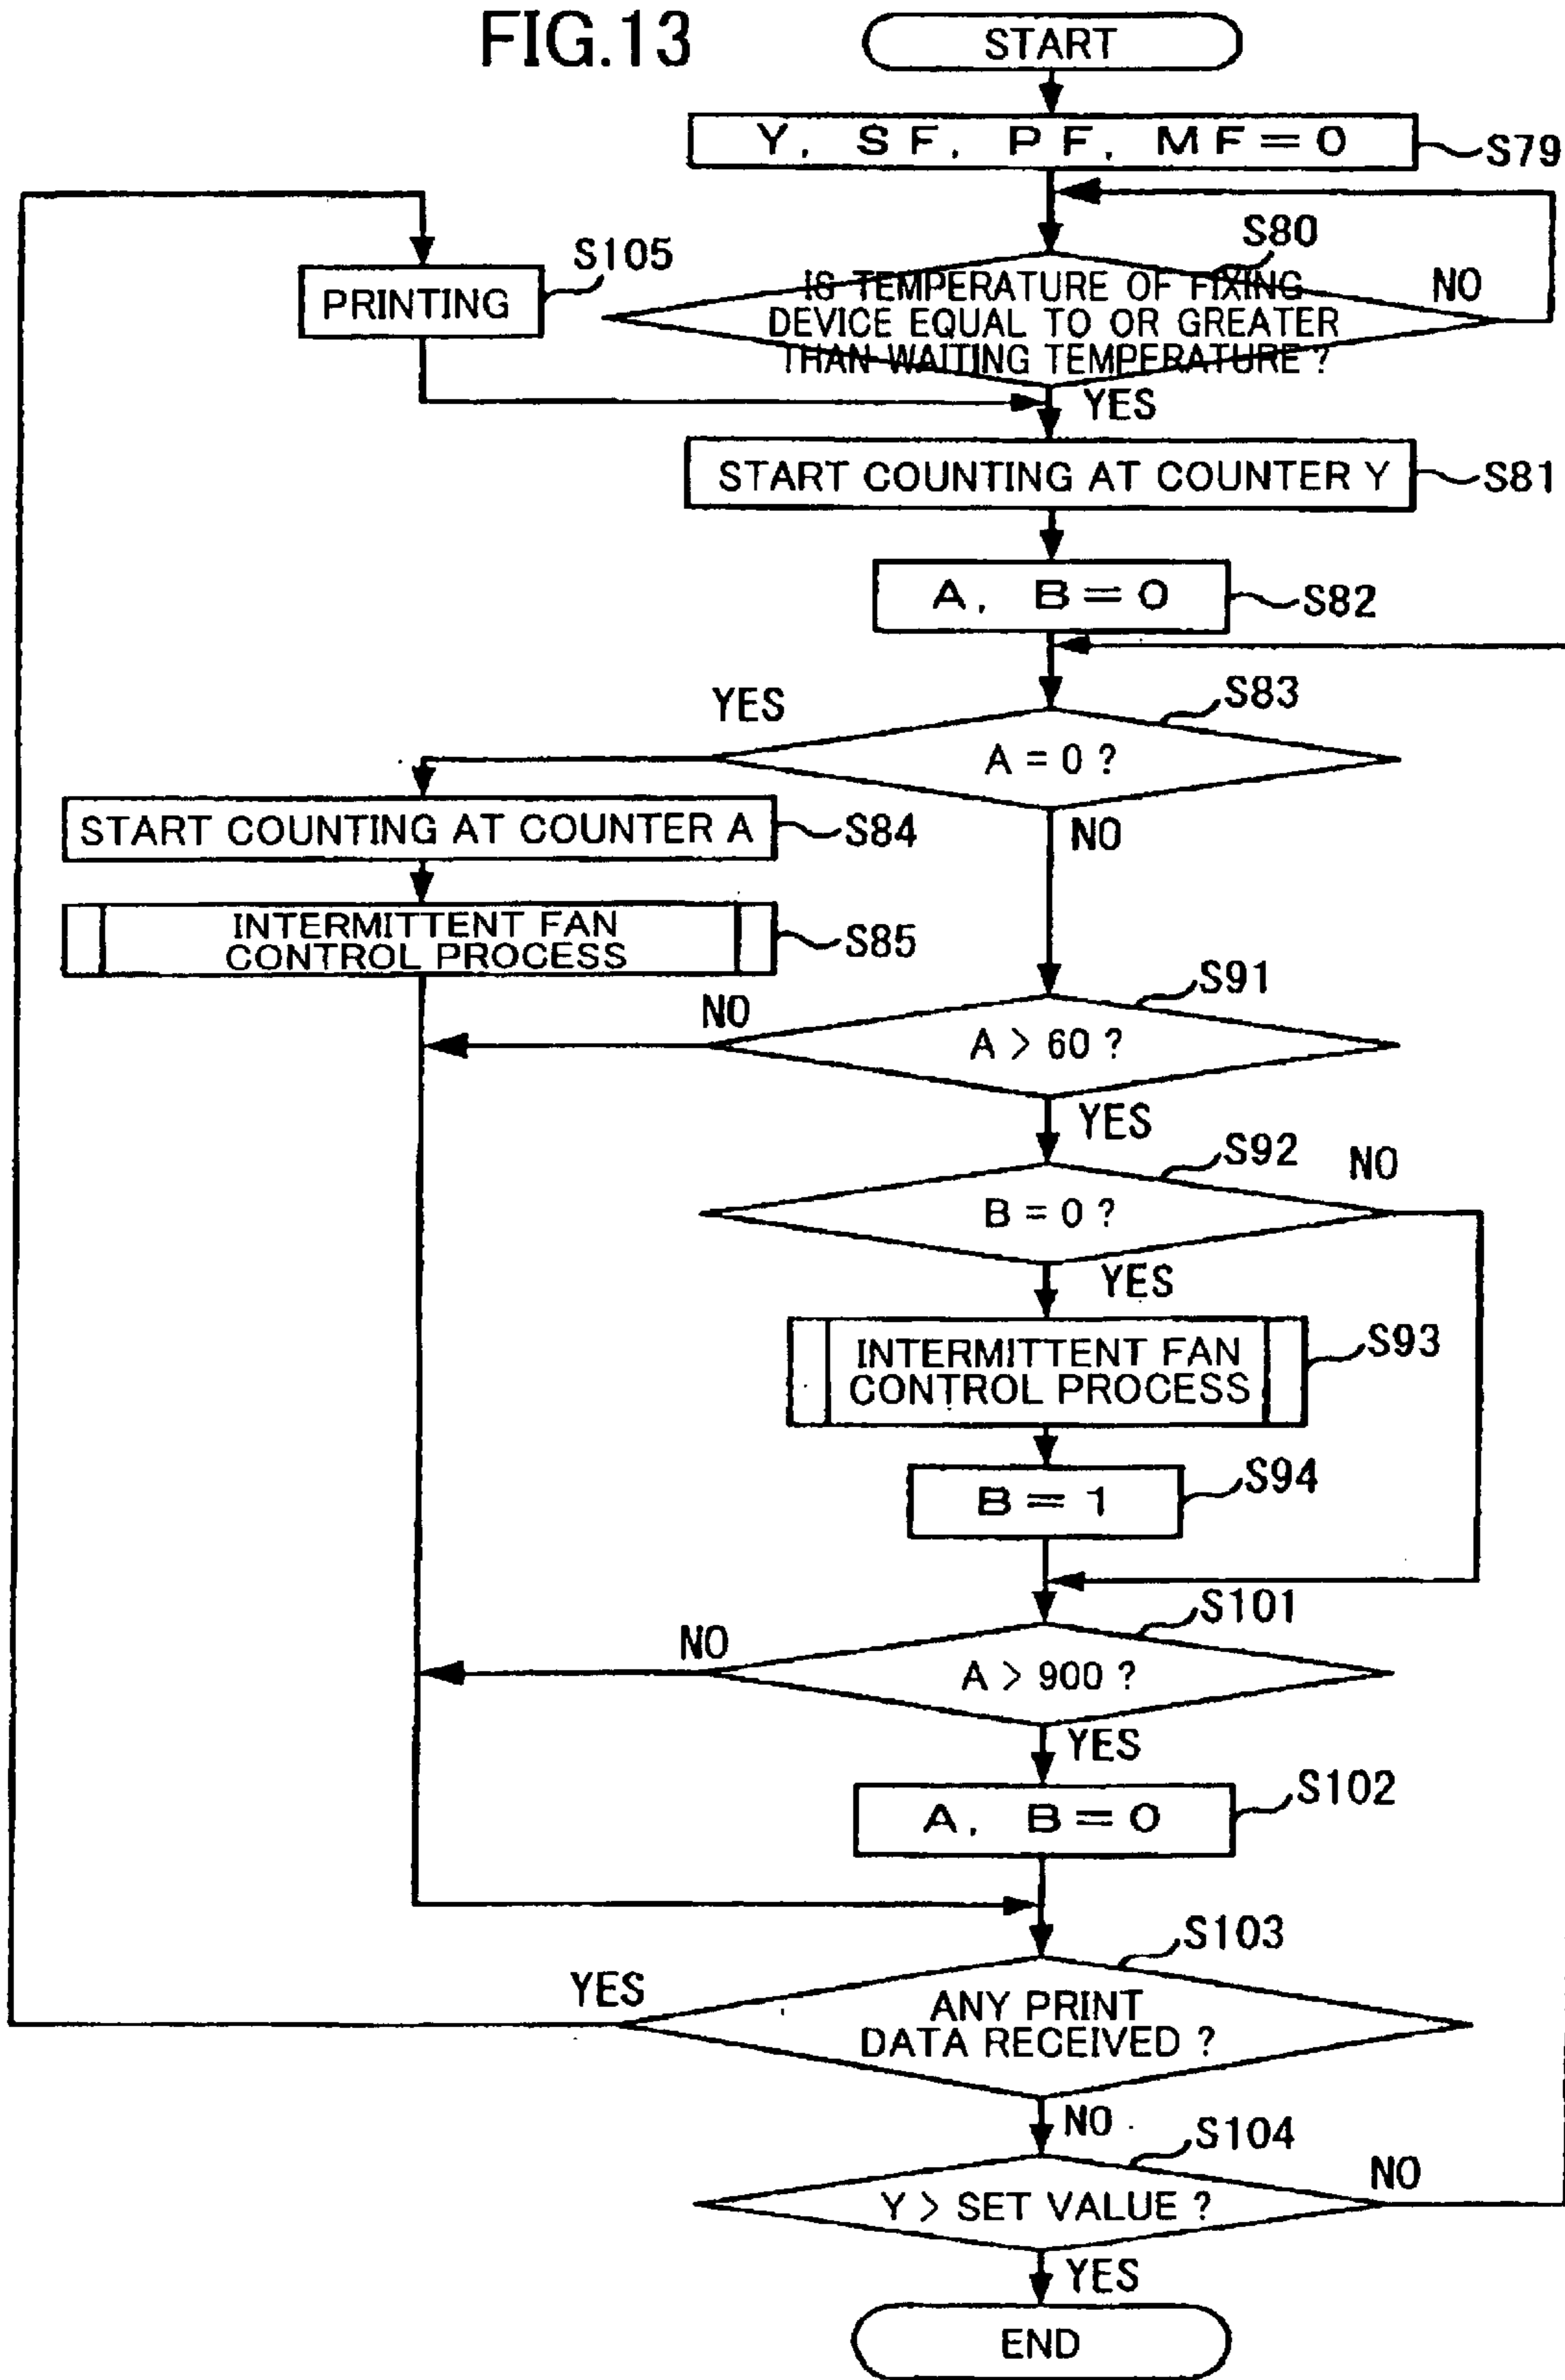 FIG.13
START
Y, SF, PF, MF=0
S79
S80
IS TEMPERATURE OF FIXING
DEVICE EQUAL TO OR GREATER
THAN WAITING TEMPERATURE ?
NO
S105
PRINTING
YES
START COUNTING AT COUNTER Y
S81
A, B=0
S82
S83
YES
A = 0 ?
NO
START COUNTING AT COUNTER A
S84
INTERMITTENT FAN
CONTROL PROCESS
S85
S91
NO
A > 60 ?
YES
S92
NO
B = 0 ?
YES
INTERMITTENT FAN
CONTROL PROCESS
S93
B=1
S94
S101
NO
A > 900 ?
YES
A, B=0
S102
S103
YES
ANY PRINT
DATA RECEIVED ?
NO
S104
NO
Y > SET VALUE ?
YES
END